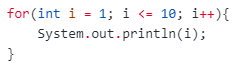 for(int i = 1; i <= 10; i++){
    System.out.println(i);
}